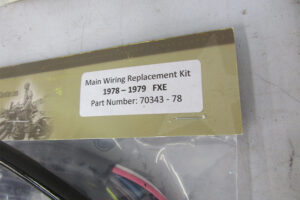 Main Wiring Replacement Kit
1978 – 1979 FXE
Part Number: 70343 - 78